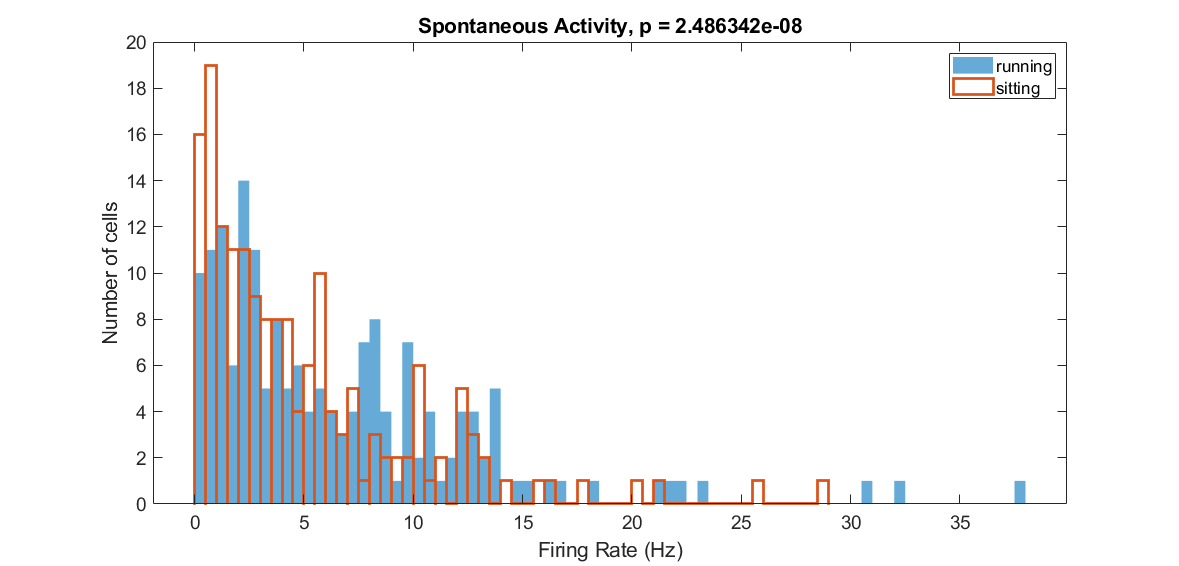 Spontaneous Activity, p = 2.486342e-08
running
sitting
20
18
16
14
12
10
8
6
4
2
0
Number of cells
0 5 10 15 20 25 30 35
Firing Rate (Hz)